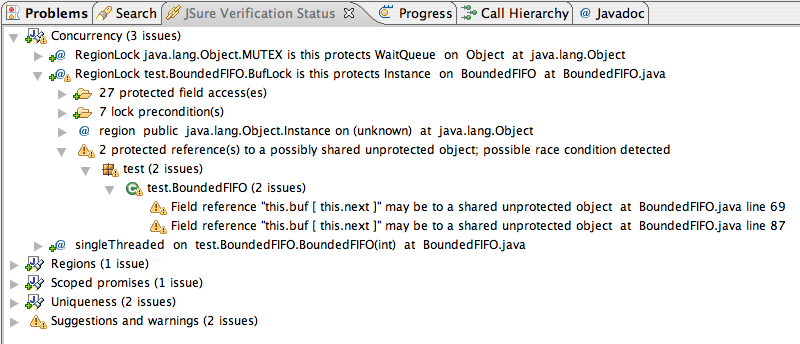 Problems Search JSure Verification Status Progress Call Hierarchy @ Javadoc
Concurrency (3 issues)
@ RegionLock java.lang.Object.MUTEX is this protects WaitQueue on Object at java.lang.Object
@ RegionLock test.BoundedFIFO.BufLock is this protects Instance on BoundedFIFO at BoundedFIFO.java
27 protected field access(es)
7 lock precondition(s)
@ region public java.lang.Object.Instance on (unknown) at java.lang.Object
2 protected reference(s) to a possibly shared unprotected object; possible race condition detected
test (2 issues)
C test.BoundedFIFO (2 issues)
Field reference "this.buf [ this.next ]" may be to a shared unprotected object at BoundedFIFO.java line 69
Field reference "this.buf [ this.next ]" may be to a shared unprotected object at BoundedFIFO.java line 87
@ singleThreaded on test.BoundedFIFO.BoundedFIFO(int) at BoundedFIFO.java
Regions (1 issue)
Scoped promises (1 issue)
Uniqueness (2 issues)
Suggestions and warnings (2 issues)